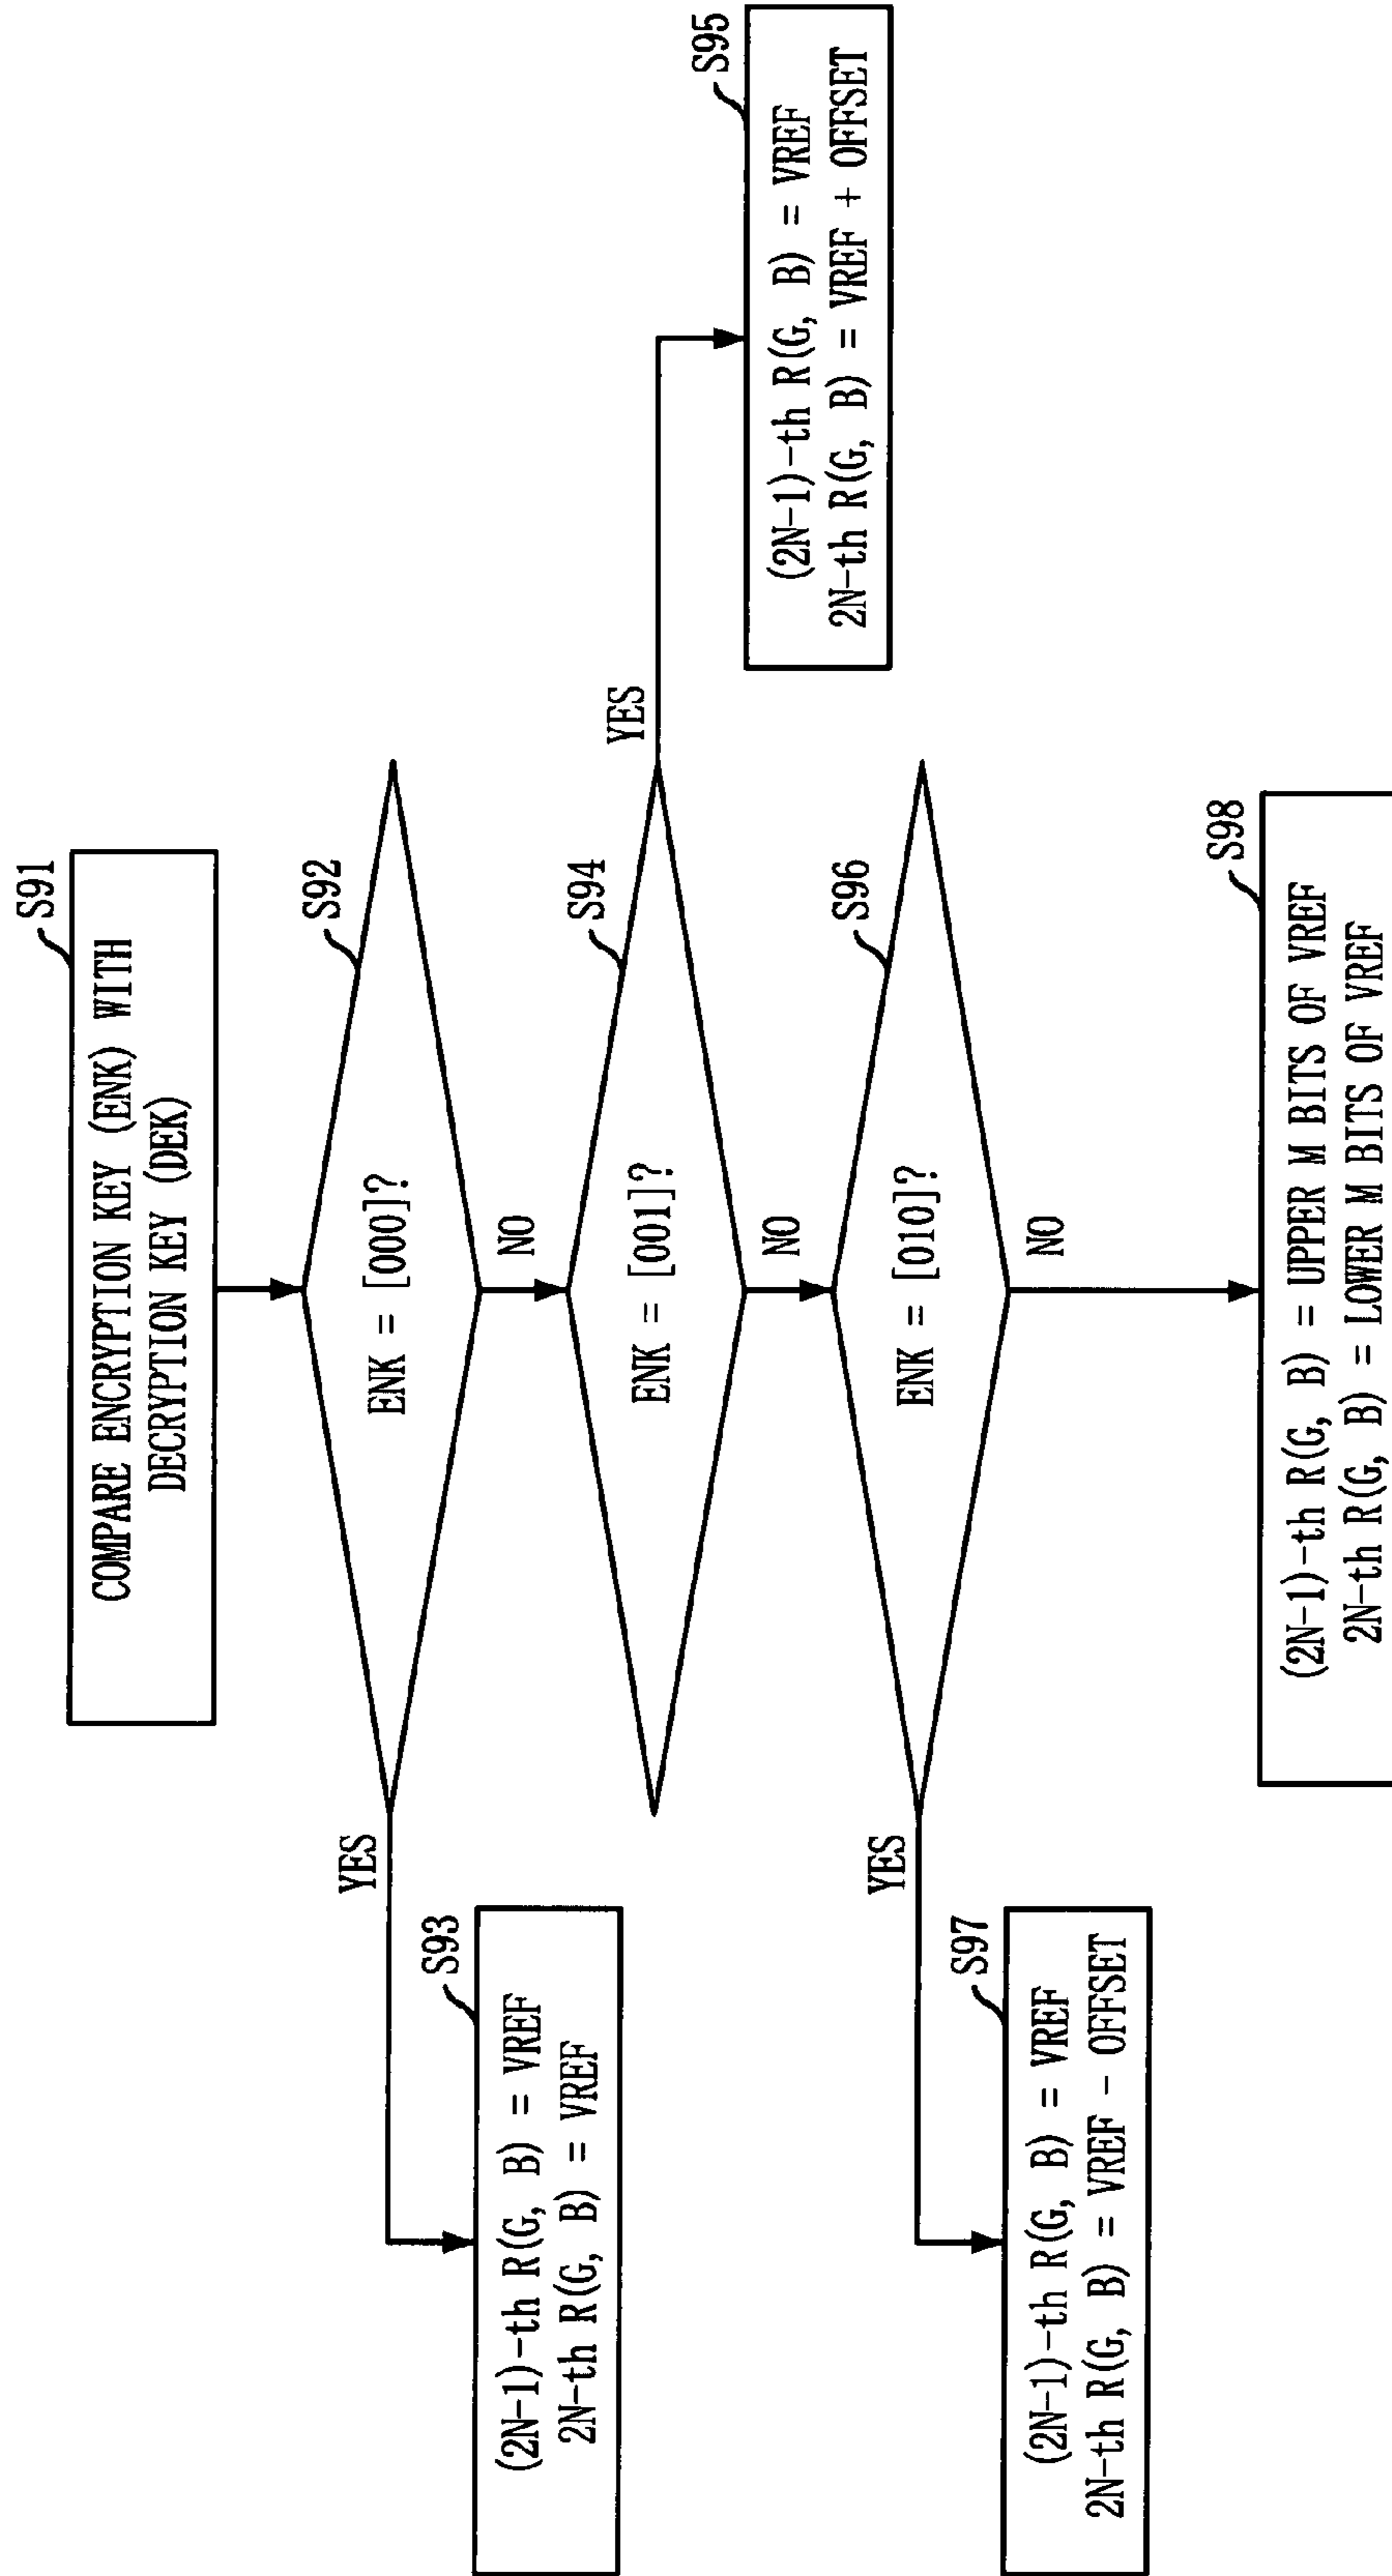 S91
COMPARE ENCRYPTION KEY (ENK) WITH
DECRYPTION KEY (DEK)
S92
ENK = [000]?
YES
NO
S93
(2N-1)-th R(G, B) = VREF
2N-th R(G, B) = VREF
S94
ENK = [001]?
YES
NO
S95
(2N-1)-th R(G, B) = VREF
2N-th R(G, B) = VREF + OFFSET
S96
ENK = [010]?
YES
NO
S97
(2N-1)-th R(G, B) = VREF
2N-th R(G, B) = VREF - OFFSET
S98
(2N-1)-th R(G, B) = UPPER M BITS OF VREF
2N-th R(G, B) = LOWER M BITS OF VREF